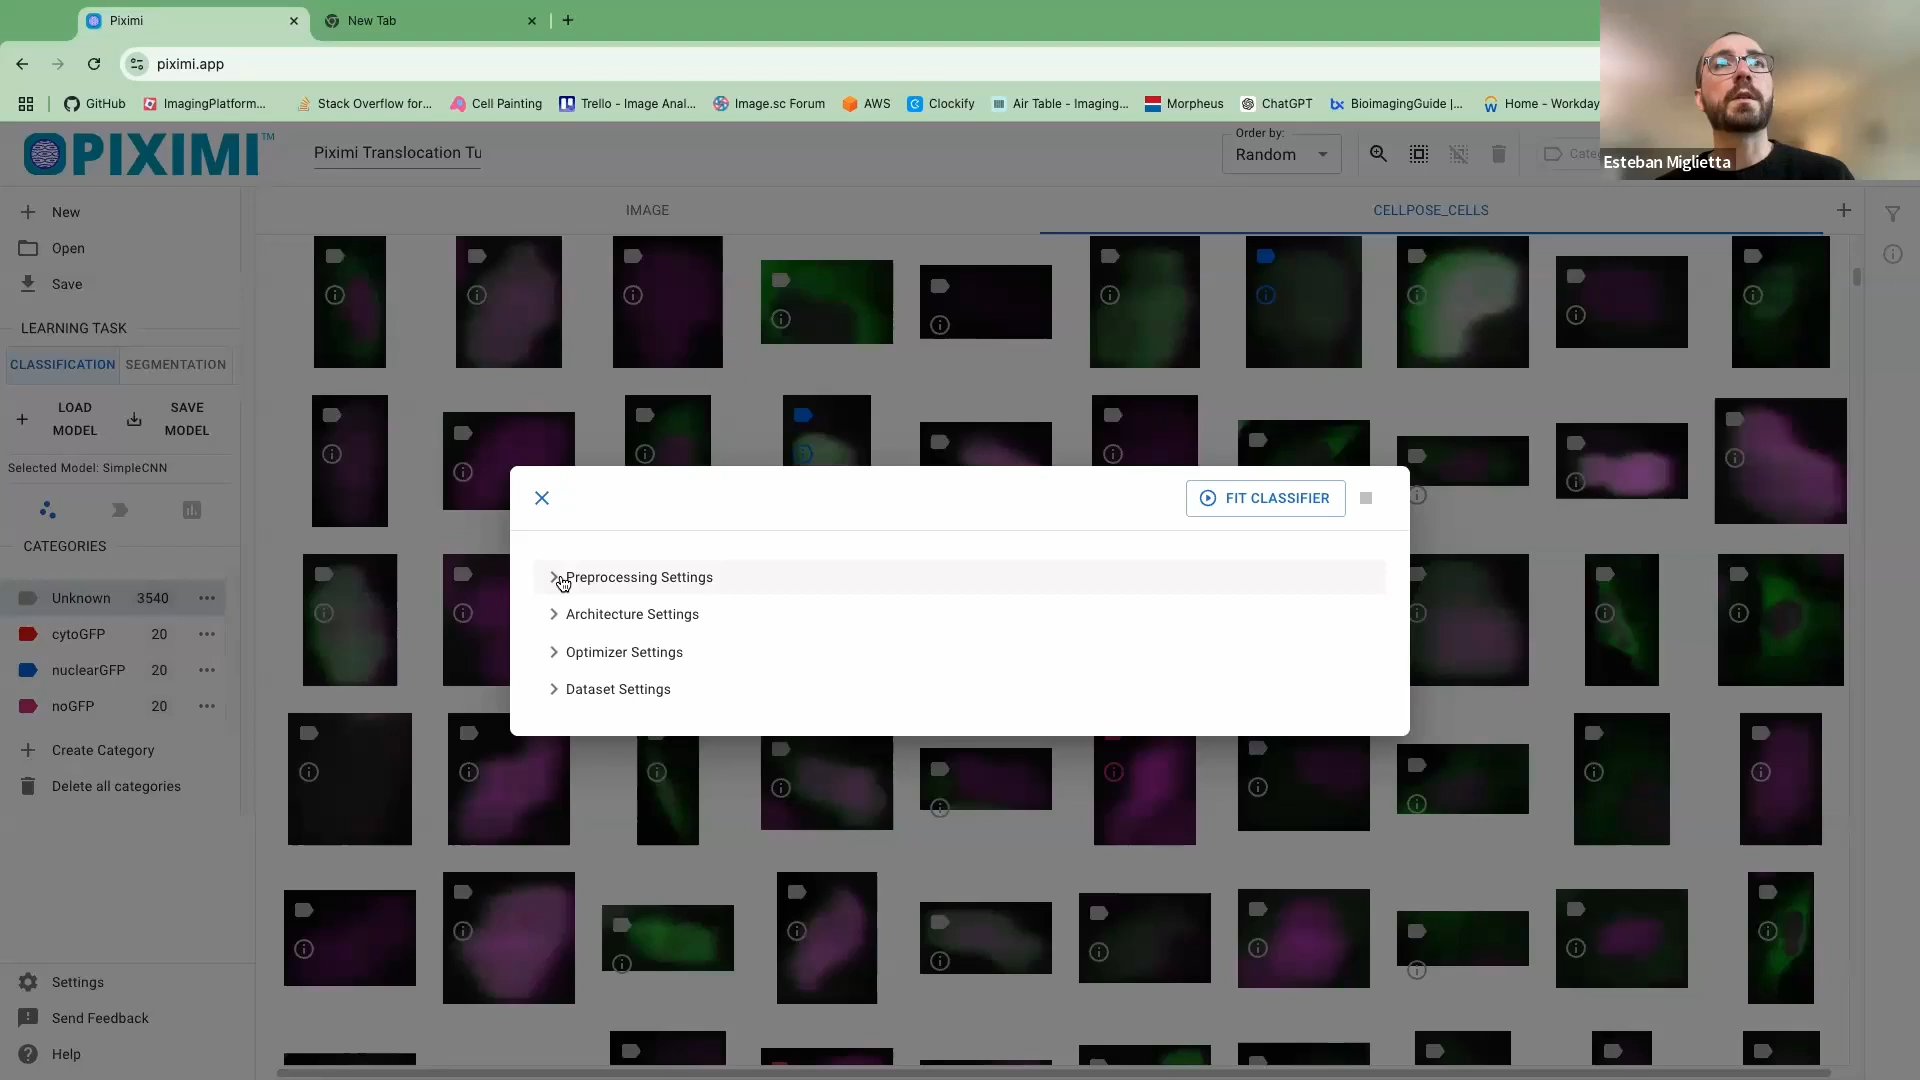 Piximi
New Tab
piximi.app
GitHub
ImagingPlatform...
Stack Overflow for...
Cell Painting
Trello - Image Anal...
Image.sc Forum
AWS
Clockify
Air Table - Imaging...
Morpheus
ChatGPT
BioimagingGuide |...
Home - Workday
PIXIMI™
Piximi Translocation Tu
Order by:
Random
Cate
Esteban Miglietta
New
Open
Save
LEARNING TASK
CLASSIFICATION
SEGMENTATION
LOAD MODEL
SAVE MODEL
Selected Model: SimpleCNN
CATEGORIES
Unknown 3540
cytoGFP 20
nuclearGFP 20
noGFP 20
Create Category
Delete all categories
Settings
Send Feedback
Help
IMAGE
CELLPOSE_CELLS
FIT CLASSIFIER
Preprocessing Settings
Architecture Settings
Optimizer Settings
Dataset Settings